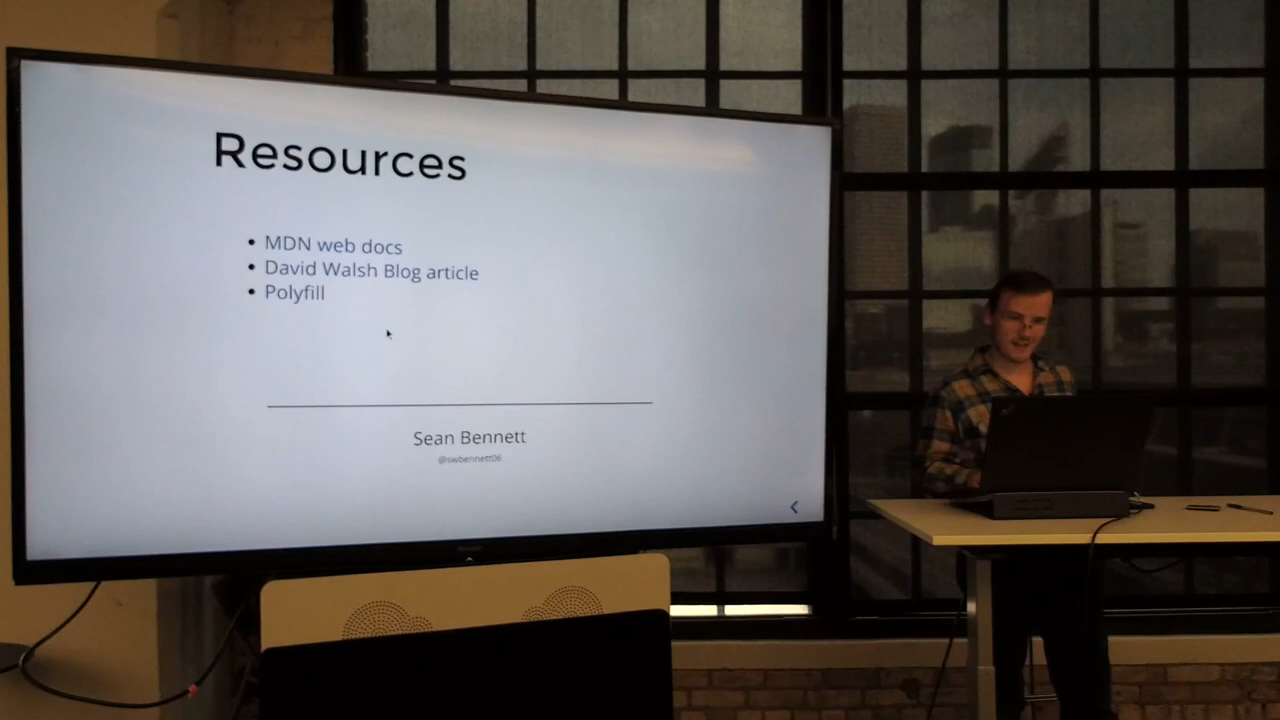 Resources
MDN web docs
David Walsh Blog article
Polyfill
Sean Bennett
@swbennett06